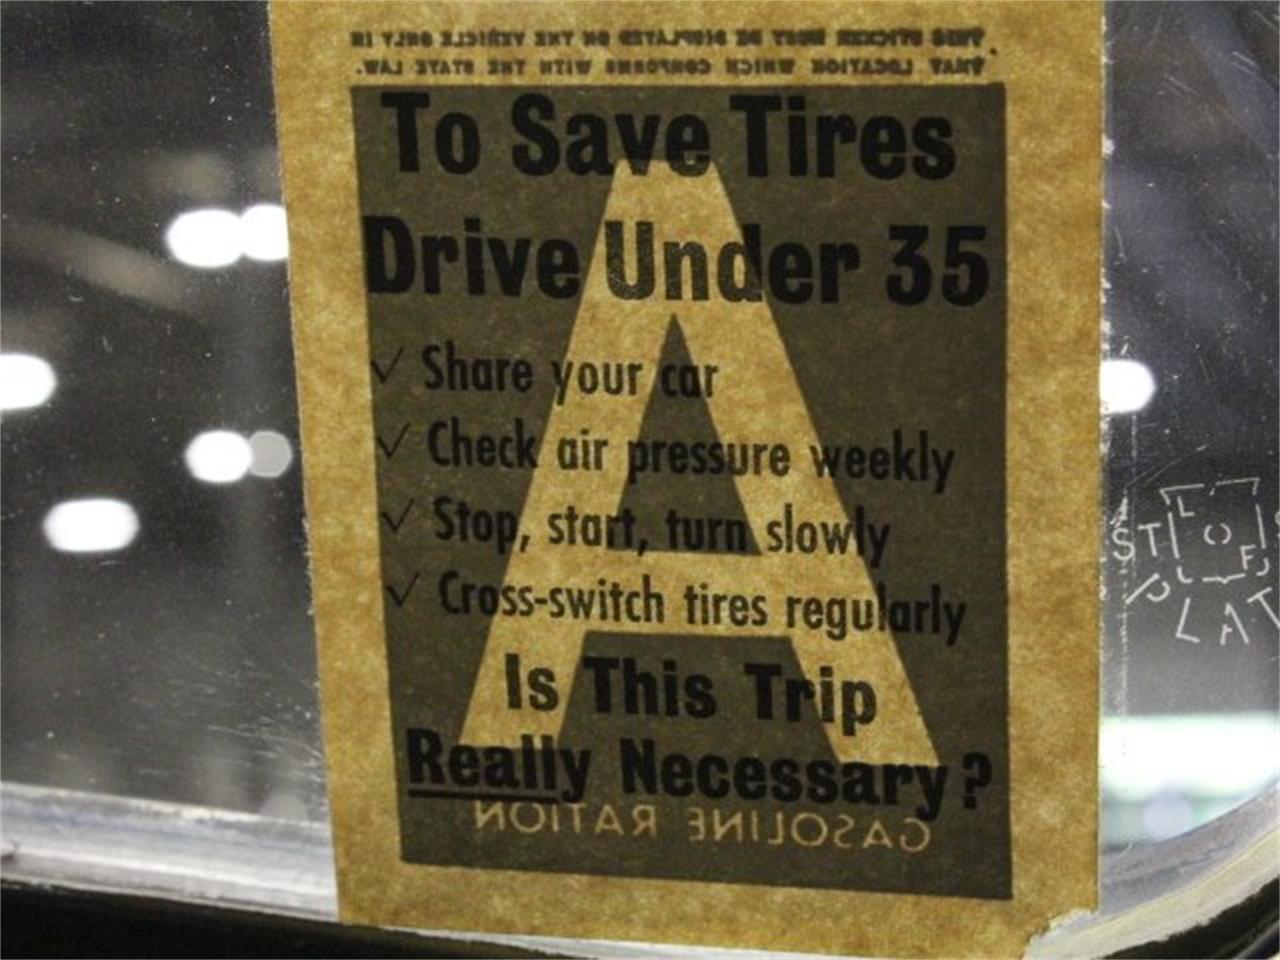 THIS STICKER MUST BE DISPLAYED ON THE VEHICLE ONLY IN
THAT LOCATION WHICH CONFORMS WITH THE STATE LAW.
To Save Tires
Drive Under 35
✓ Share your car
✓ Check air pressure weekly
✓ Stop, start, turn slowly
✓ Cross-switch tires regularly
A
Is This Trip
Really Necessary?
GASOLINE RATION
L O F